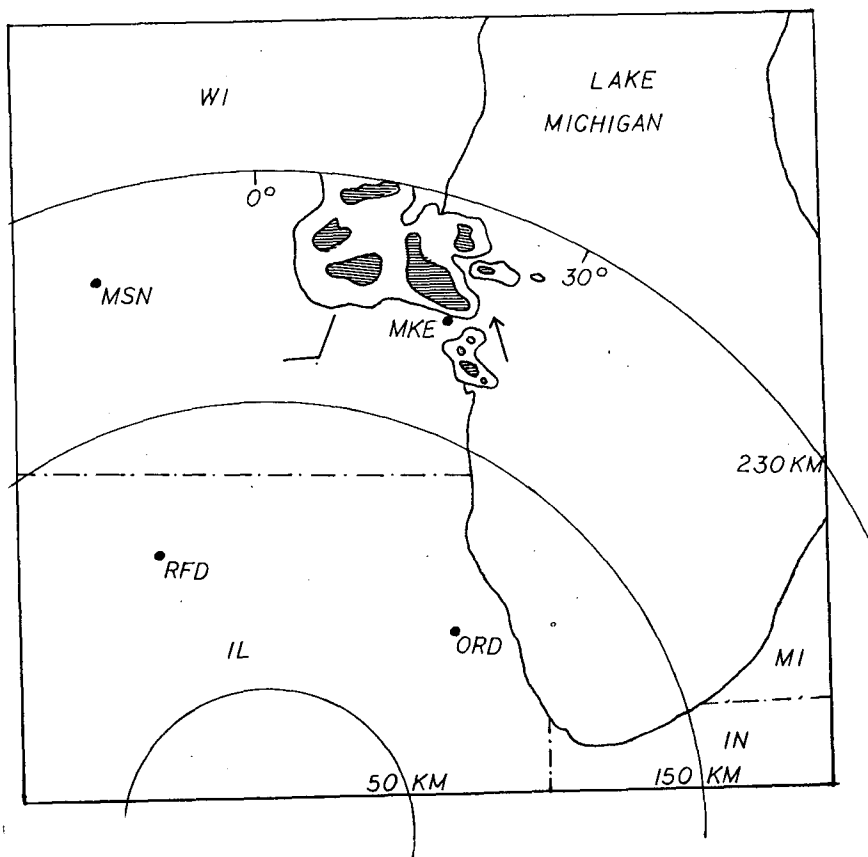 WI
LAKE
MICHIGAN
0°
30°
MSN
MKE
230 KM
RFD
ORD
IL
MI
IN
50 KM
150 KM